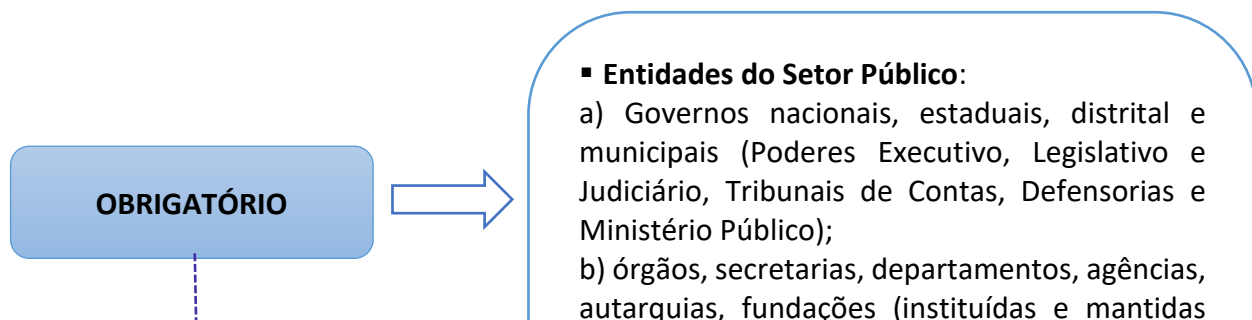 OBRIGATÓRIO
▪ Entidades do Setor Público:
a) Governos nacionais, estaduais, distrital e
municipais (Poderes Executivo, Legislativo e
Judiciário, Tribunais de Contas, Defensorias e
Ministério Público);
b) órgãos, secretarias, departamentos, agências,
autarquias, fundações (instituídas e mantidas